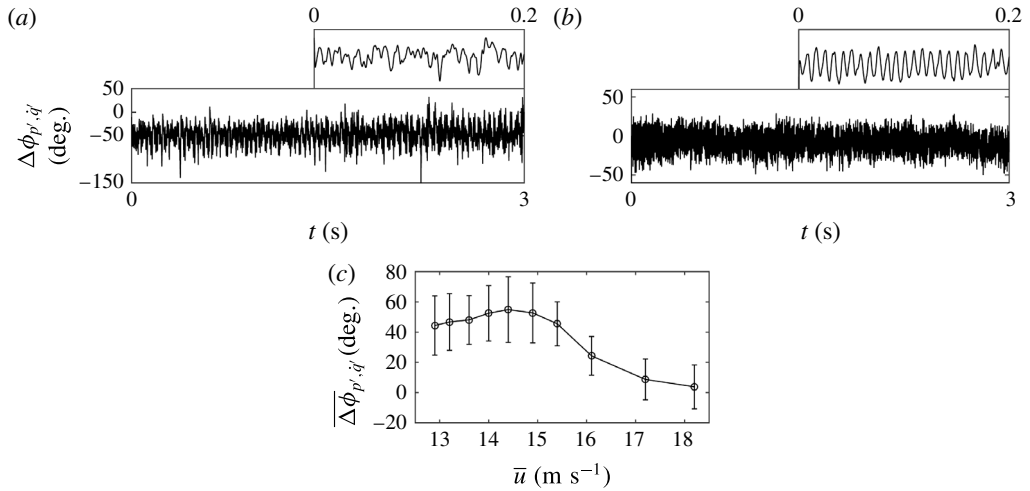 (a)
0
0.2
(b)
0
0.2
Δϕp′,q̇′
(deg.)
50
0
−50
−150
0
3
t (s)
50
0
−50
0
3
t (s)
(c)
Δϕp′,q̇′ (deg.)
80
60
40
20
0
−20
13 14 15 16 17 18
u̅ (m s⁻¹)